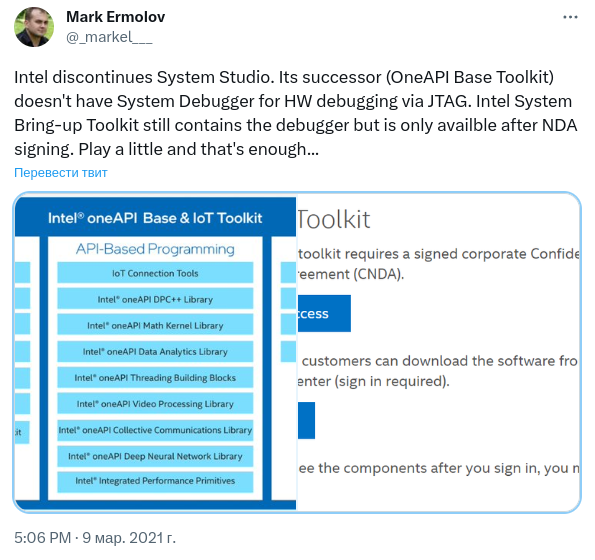 Mark Ermolov
@_markel___
Intel discontinues System Studio. Its successor (OneAPI Base Toolkit)
doesn't have System Debugger for HW debugging via JTAG. Intel System
Bring-up Toolkit still contains the debugger but is only availble after NDA
signing. Play a little and that's enough...
Перевести твит
Intel® oneAPI Base & IoT Toolkit
API-Based Programming
IoT Connection Tools
Intel® oneAPI DPC++ Library
Intel® oneAPI Math Kernel Library
Intel® oneAPI Data Analytics Library
Intel® oneAPI Threading Building Blocks
Intel® oneAPI Video Processing Library
it
Intel® oneAPI Collective Communications Library
Intel® oneAPI Deep Neural Network Library
Intel® Integrated Performance Primitives
Toolkit
toolkit requires a signed corporate Confide
reement (CNDA).
cess
customers can download the software fro
enter (sign in required).
ee the components after you sign in, you n
5:06 PM · 9 мар. 2021 г.